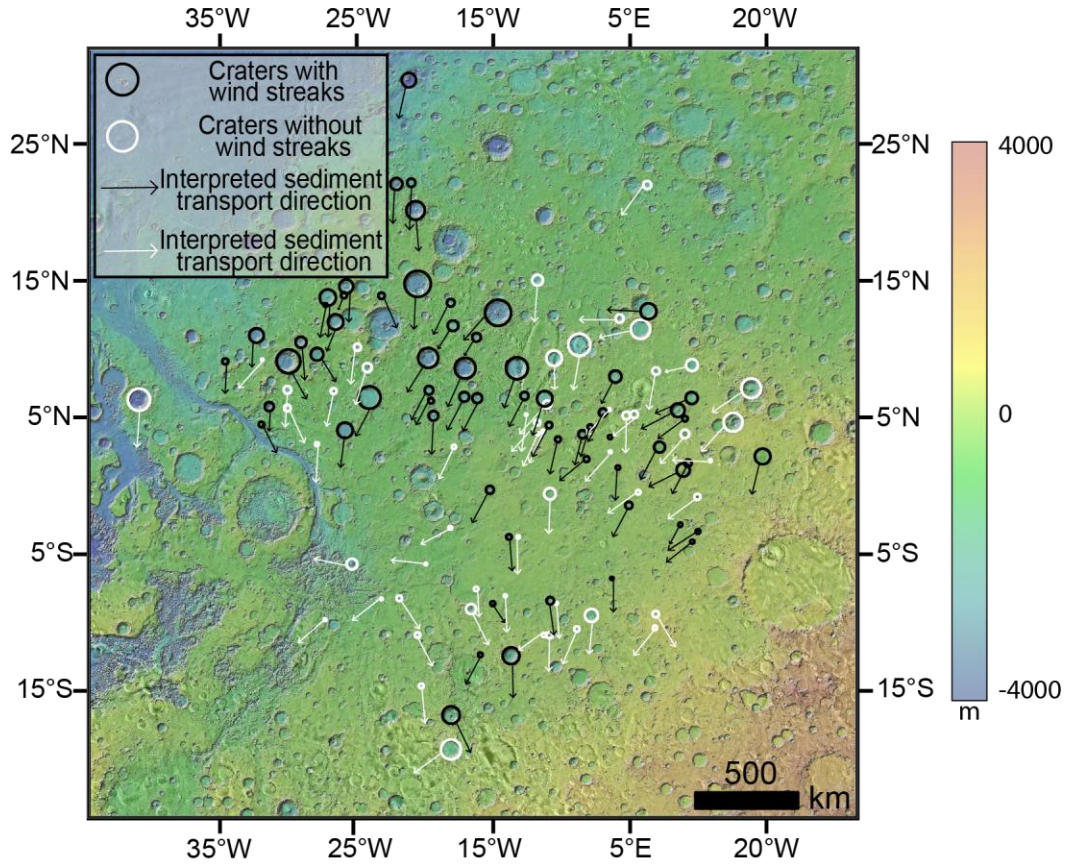 35°W 25°W 15°W 5°E 20°W
Craters with
wind streaks
Craters without
wind streaks
Interpreted sediment
transport direction
Interpreted sediment
transport direction
25°N 25°N
15°N 15°N
5°N 5°N
5°S 5°S
15°S 15°S
500
km
35°W 25°W 15°W 5°E 20°W
4000
0
-4000
m